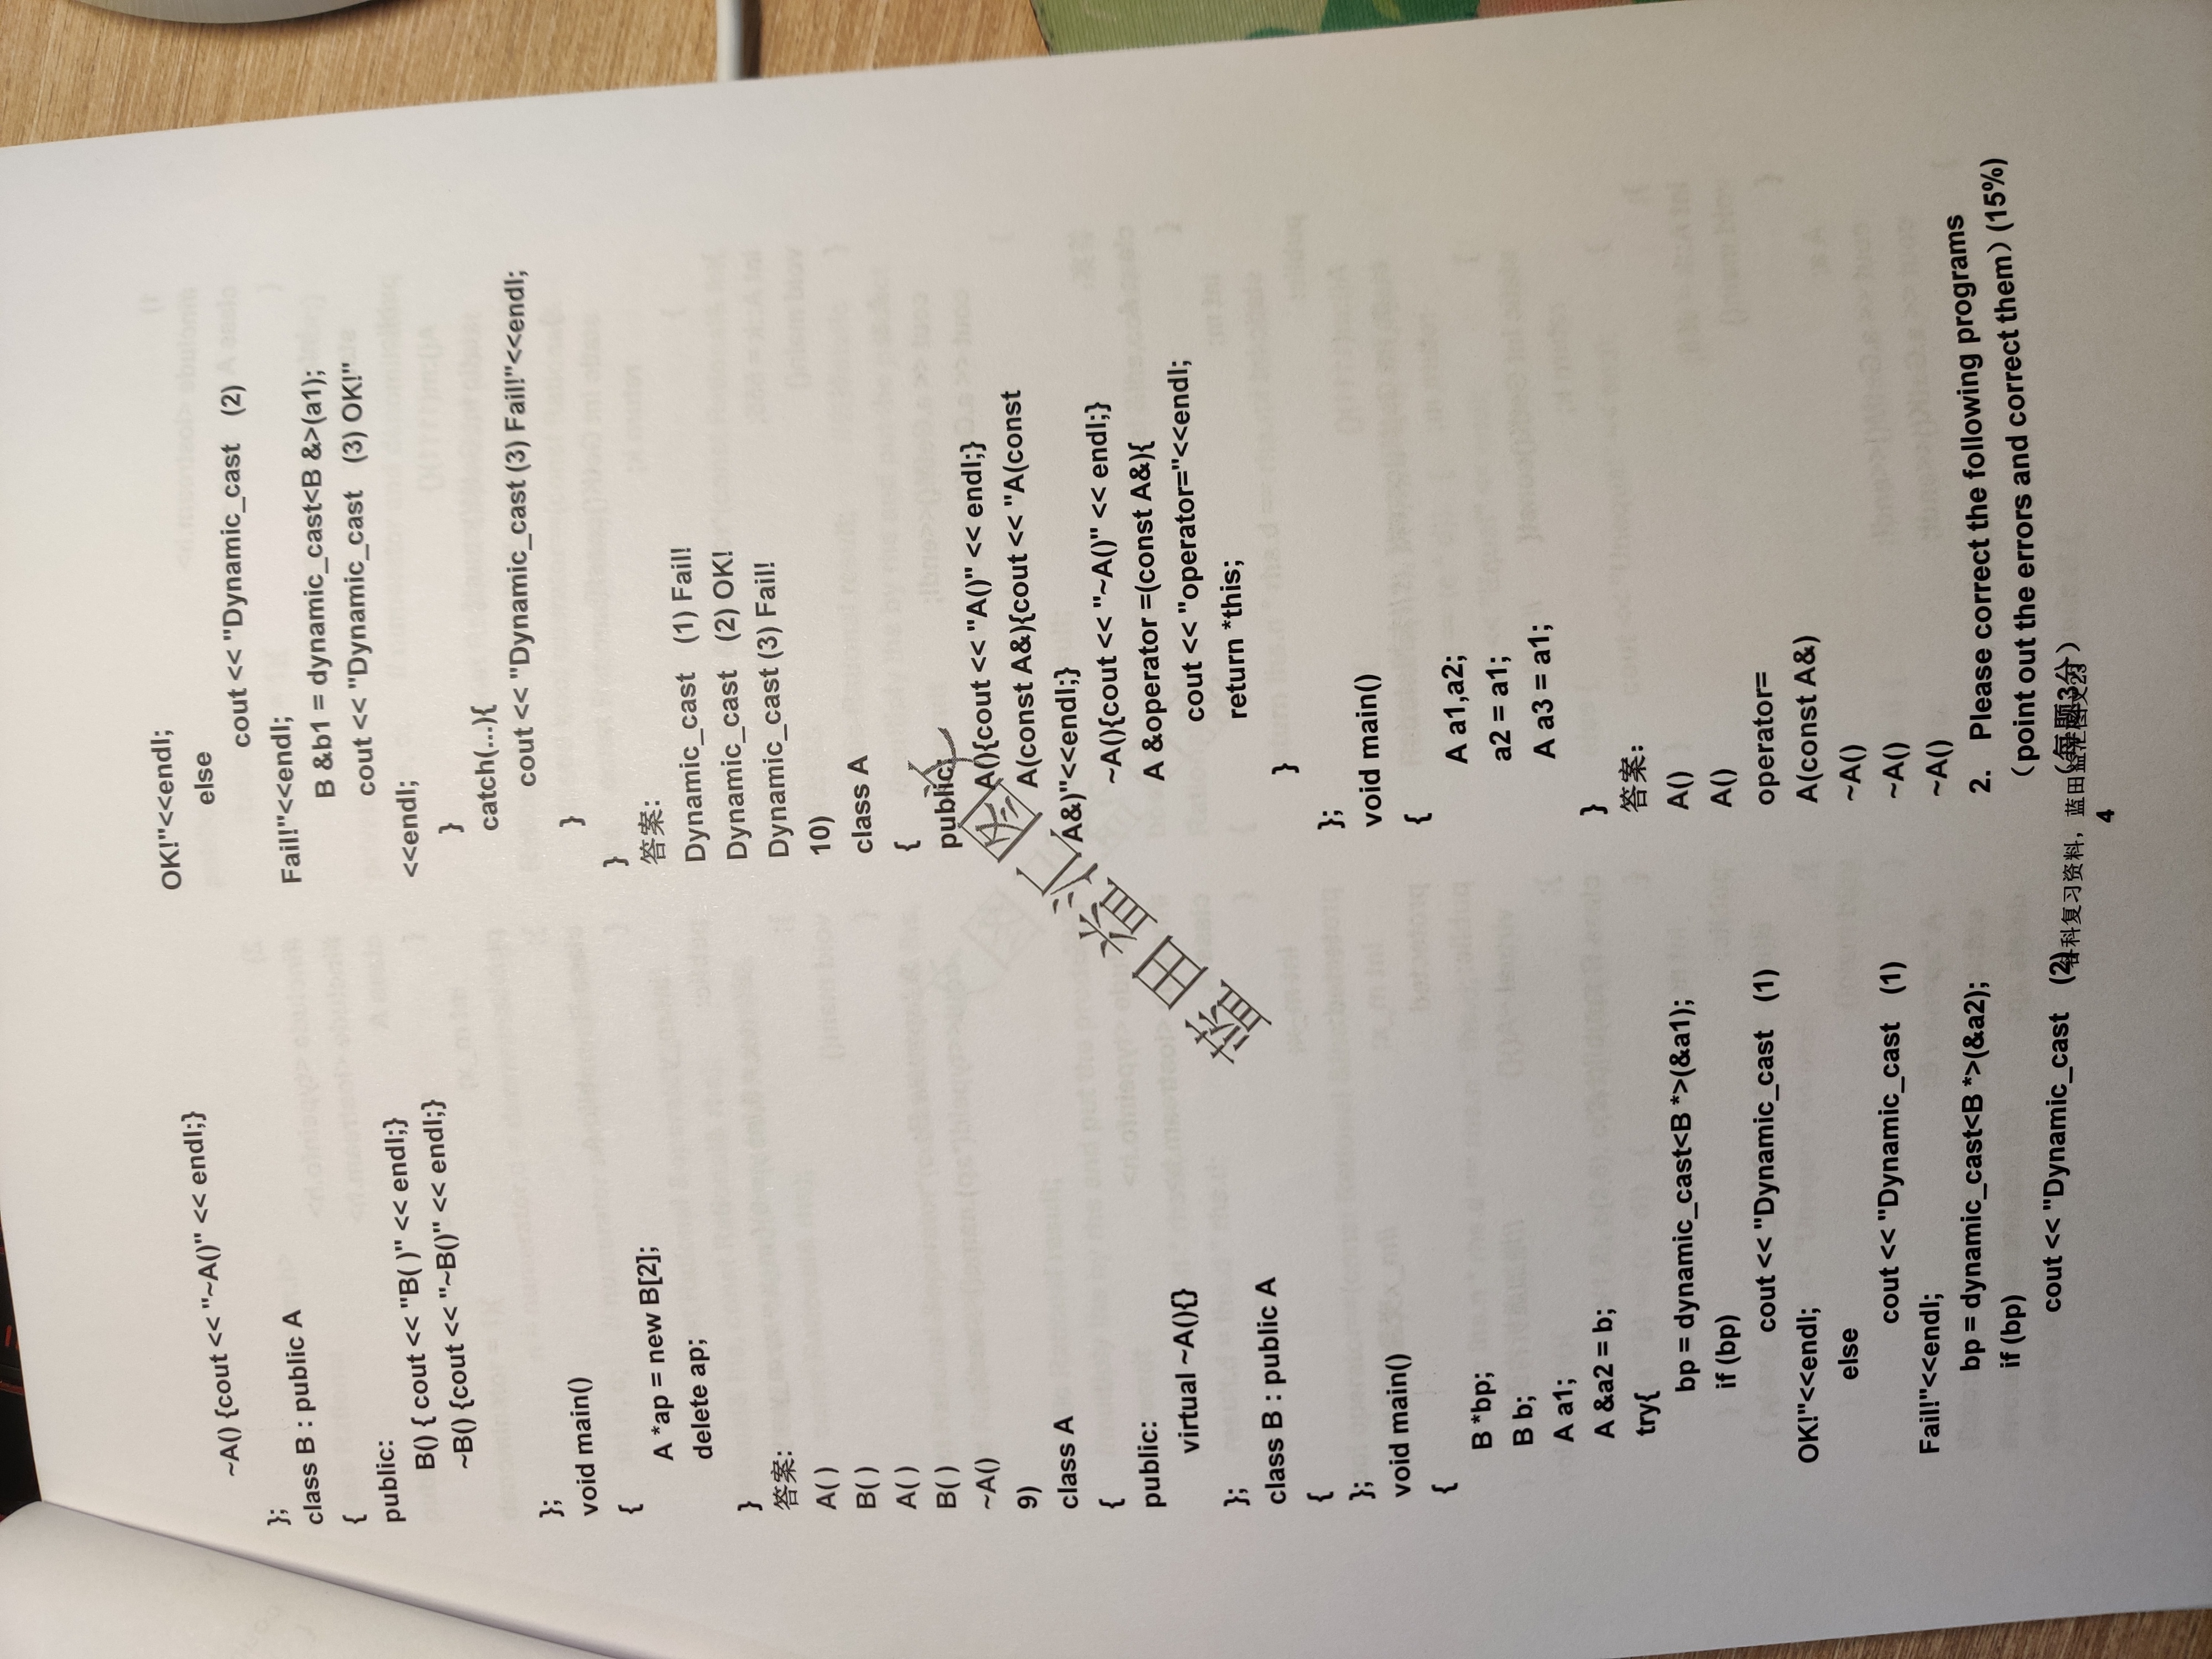 ~A() {cout << "~A()" << endl;}
};
class B : public A
{
public:
B() { cout << "B( )" << endl;}
~B() {cout << "~B()" << endl;}
};
void main()
{
A *ap = new B[2];
delete ap;
}
答案:
A( )
B( )
A( )
B( )
~A()
9)
class A
{
public:
virtual ~A(){}
};
class B : public A
{
};
void main()
{
B *bp;
B b;
A a1;
A &a2 = b;
try{
bp = dynamic_cast<B *>(&a1);
if (bp)
cout << "Dynamic_cast (1)
OK!"<<endl;
else
cout << "Dynamic_cast (1)
Fail!"<<endl;
bp = dynamic_cast<B *>(&a2);
if (bp)
cout << "Dynamic_cast (2)
OK!"<<endl;
else
cout << "Dynamic_cast (2)
Fail!"<<endl;
B &b1 = dynamic_cast<B &>(a1);
cout << "Dynamic_cast (3) OK!"
<<endl;
}
catch(...){
cout << "Dynamic_cast (3) Fail!"<<endl;
}
}
答案:
Dynamic_cast (1) Fail!
Dynamic_cast (2) OK!
Dynamic_cast (3) Fail!
10)
class A
{
public:
A(){cout << "A()" << endl;}
A(const A&){cout << "A(const
A&)"<<endl;}
~A(){cout << "~A()" << endl;}
A &operator =(const A&){
cout << "operator="<<endl;
return *this;
}
};
void main()
{
A a1,a2;
a2 = a1;
A a3 = a1;
}
答案:
A()
A()
operator=
A(const A&)
~A()
~A()
~A()
2. Please correct the following programs
(point out the errors and correct them) (15%)
(每题3分)
各科复习资料，蓝田益汇图文
4
蓝田益汇图文